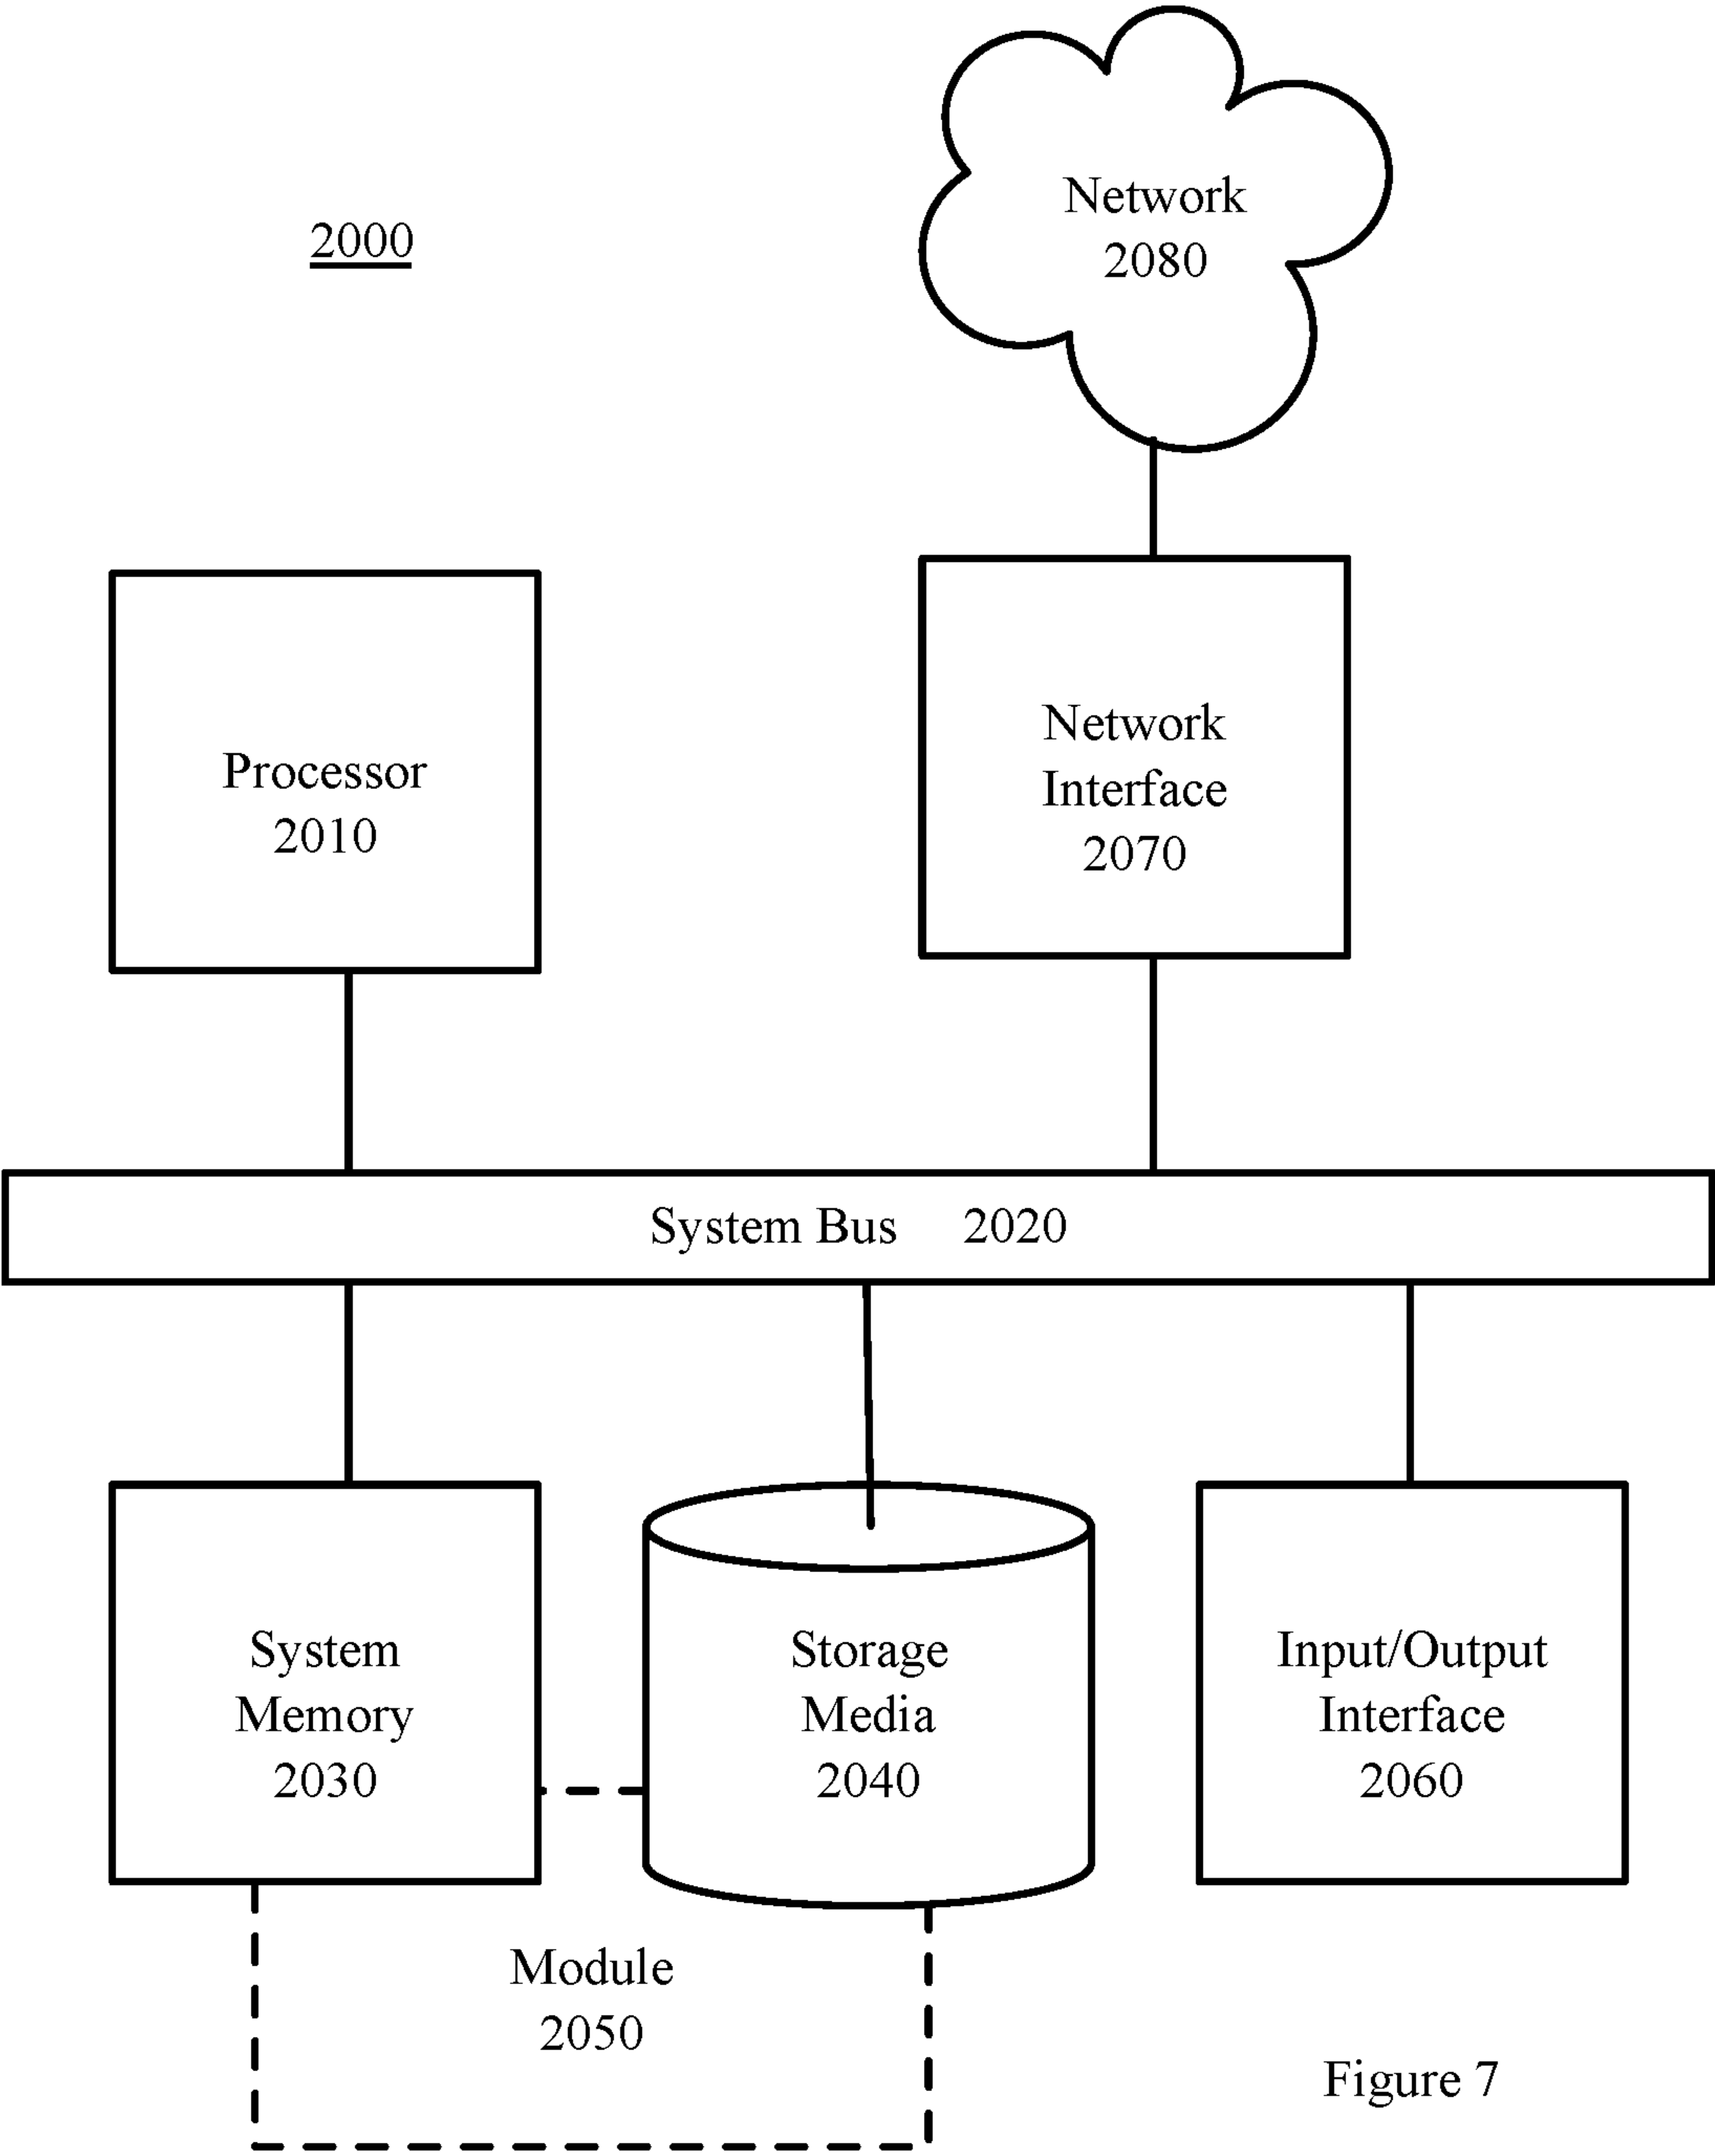 Network
2080
2000
Processor
2010
Network
Interface
2070
System Bus 2020
System
Memory
2030
Storage
Media
2040
Input/Output
Interface
2060
Module
2050
Figure 7